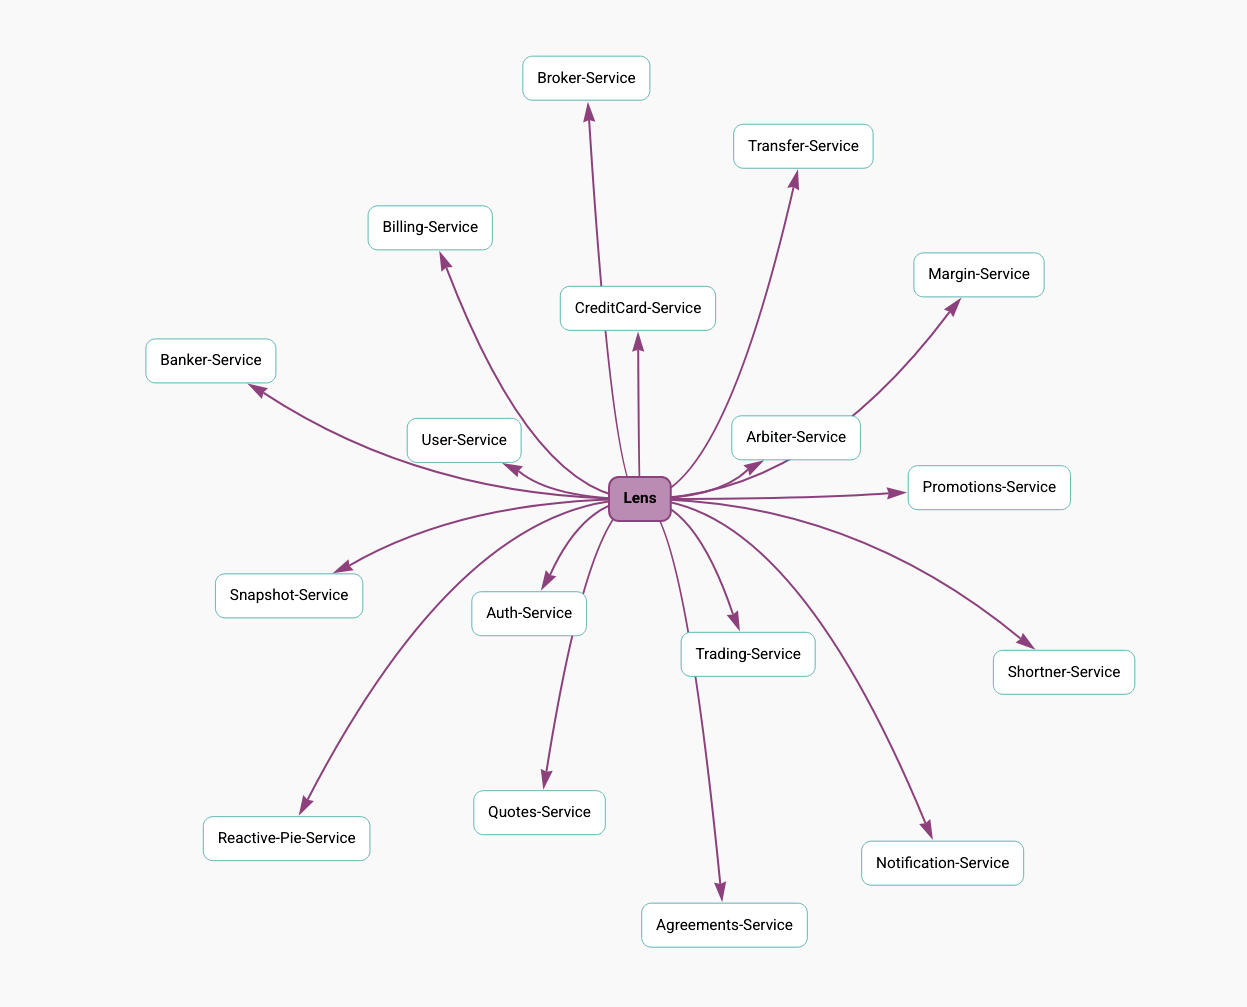 Broker-Service
Transfer-Service
Billing-Service
Margin-Service
CreditCard-Service
Banker-Service
User-Service
Arbiter-Service
Promotions-Service
Lens
Snapshot-Service
Auth-Service
Trading-Service
Shortner-Service
Quotes-Service
Reactive-Pie-Service
Notification-Service
Agreements-Service